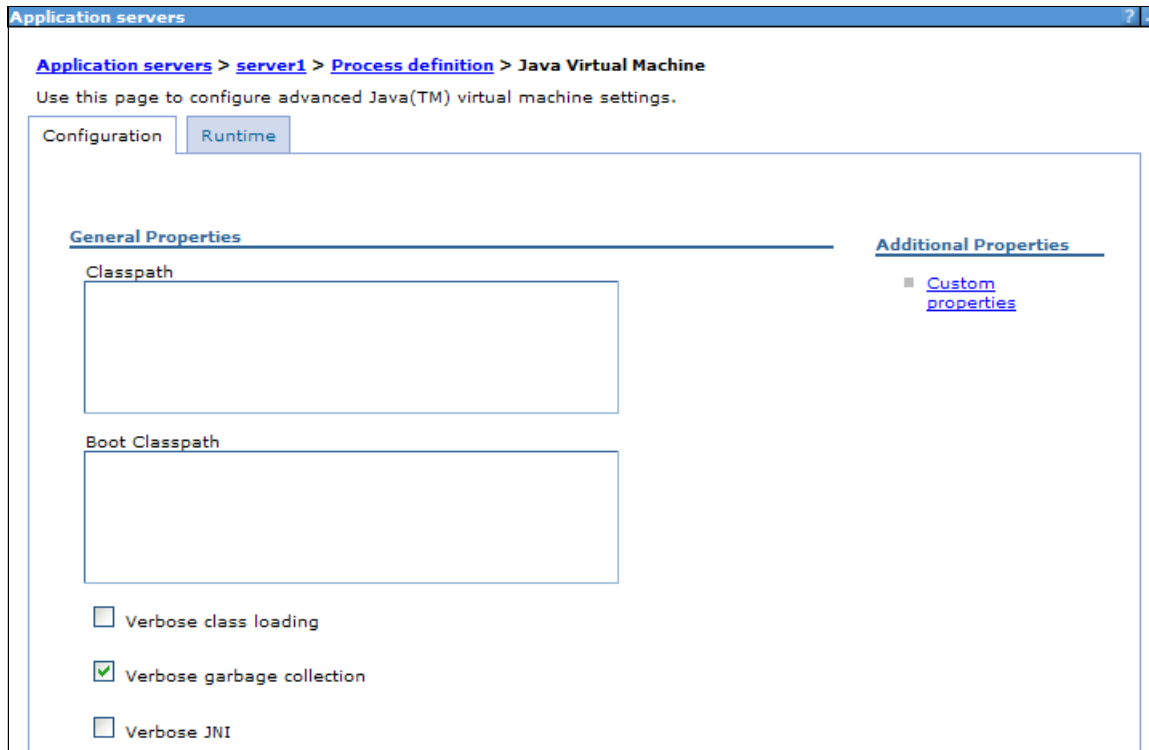 Application servers ?
Application servers > server1 > Process definition > Java Virtual Machine
Use this page to configure advanced Java(TM) virtual machine settings.
Configuration Runtime
General Properties
Classpath
Boot Classpath
Verbose class loading
Verbose garbage collection
Verbose JNI
Additional Properties
Custom
properties